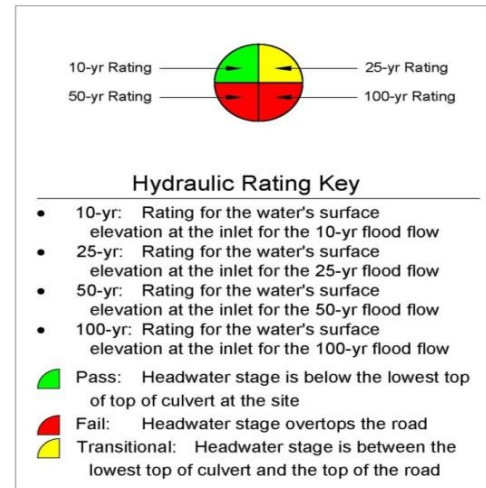 10-yr Rating
25-yr Rating
50-yr Rating
100-yr Rating
Hydraulic Rating Key
• 10-yr: Rating for the water's surface
elevation at the inlet for the 10-yr flood flow
• 25-yr: Rating for the water's surface
elevation at the inlet for the 25-yr flood flow
• 50-yr: Rating for the water's surface
elevation at the inlet for the 50-yr flood flow
• 100-yr: Rating for the water's surface
elevation at the inlet for the 100-yr flood flow
Pass: Headwater stage is below the lowest top
of top of culvert at the site
Fail: Headwater stage overtops the road
Transitional: Headwater stage is between the
lowest top of culvert and the top of the road